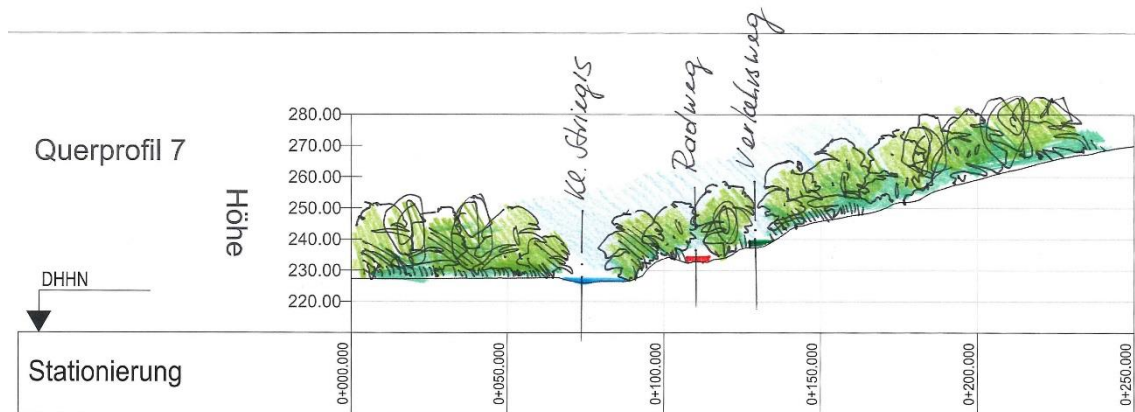 Querprofil 7
Höhe
280.00
270.00
260.00
250.00
240.00
230.00
220.00
Kl. Striegis
Radweg
Verkehrsweg
DHHN
Stationierung
0+000.000
0+050.000
0+100.000
0+150.000
0+200.000
0+250.000